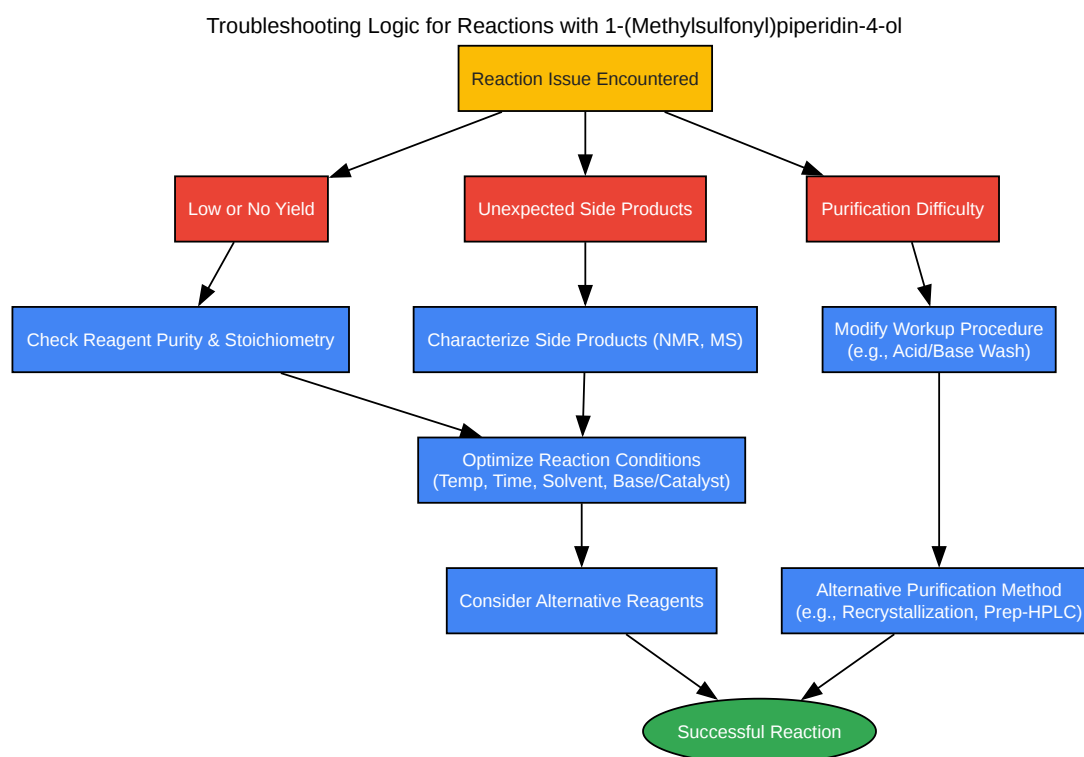 Troubleshooting Logic for Reactions with 1-(Methylsulfonyl)piperidin-4-ol
Reaction Issue Encountered
Low or No Yield
Unexpected Side Products
Purification Difficulty
Check Reagent Purity & Stoichiometry
Characterize Side Products (NMR, MS)
Modify Workup Procedure
(e.g., Acid/Base Wash)
Optimize Reaction Conditions
(Temp, Time, Solvent, Base/Catalyst)
Consider Alternative Reagents
Alternative Purification Method
(e.g., Recrystallization, Prep-HPLC)
Successful Reaction